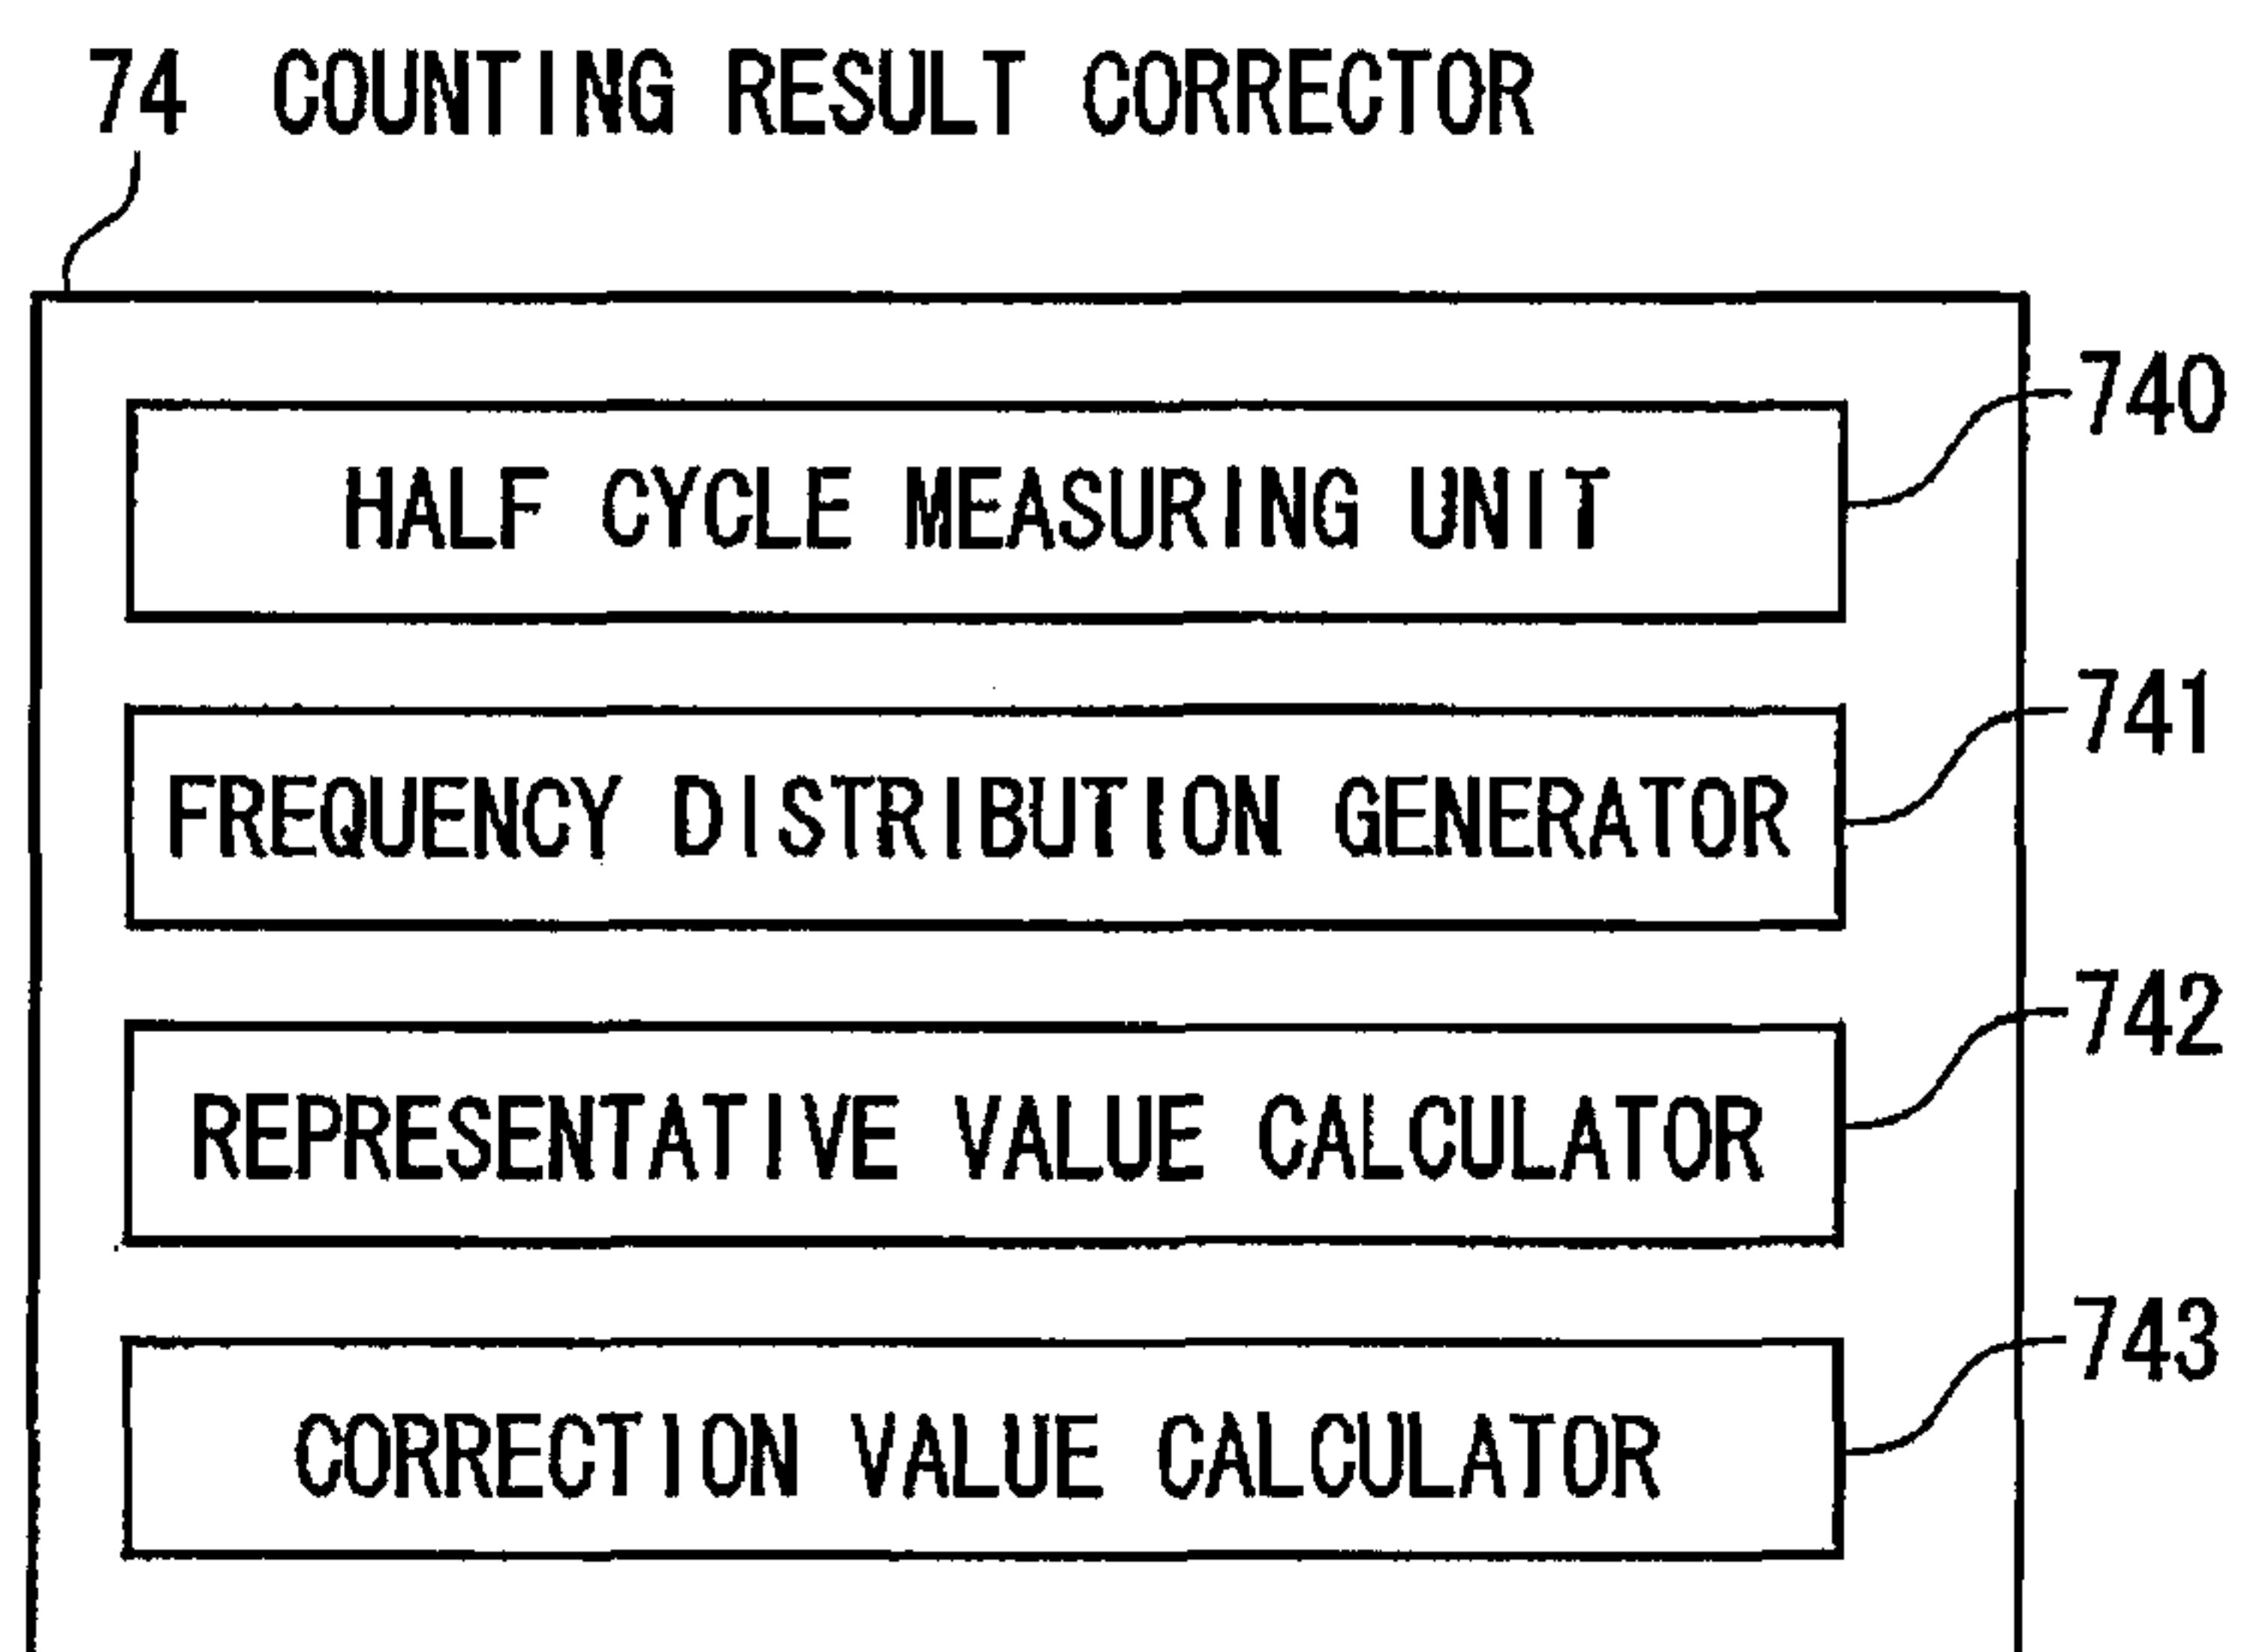 74 COUNTING RESULT CORRECTOR
740
HALF CYCLE MEASURING UNIT
741
FREQUENCY DISTRIBUTION GENERATOR
742
REPRESENTATIVE VALUE CALCULATOR
743
CORRECTION VALUE CALCULATOR